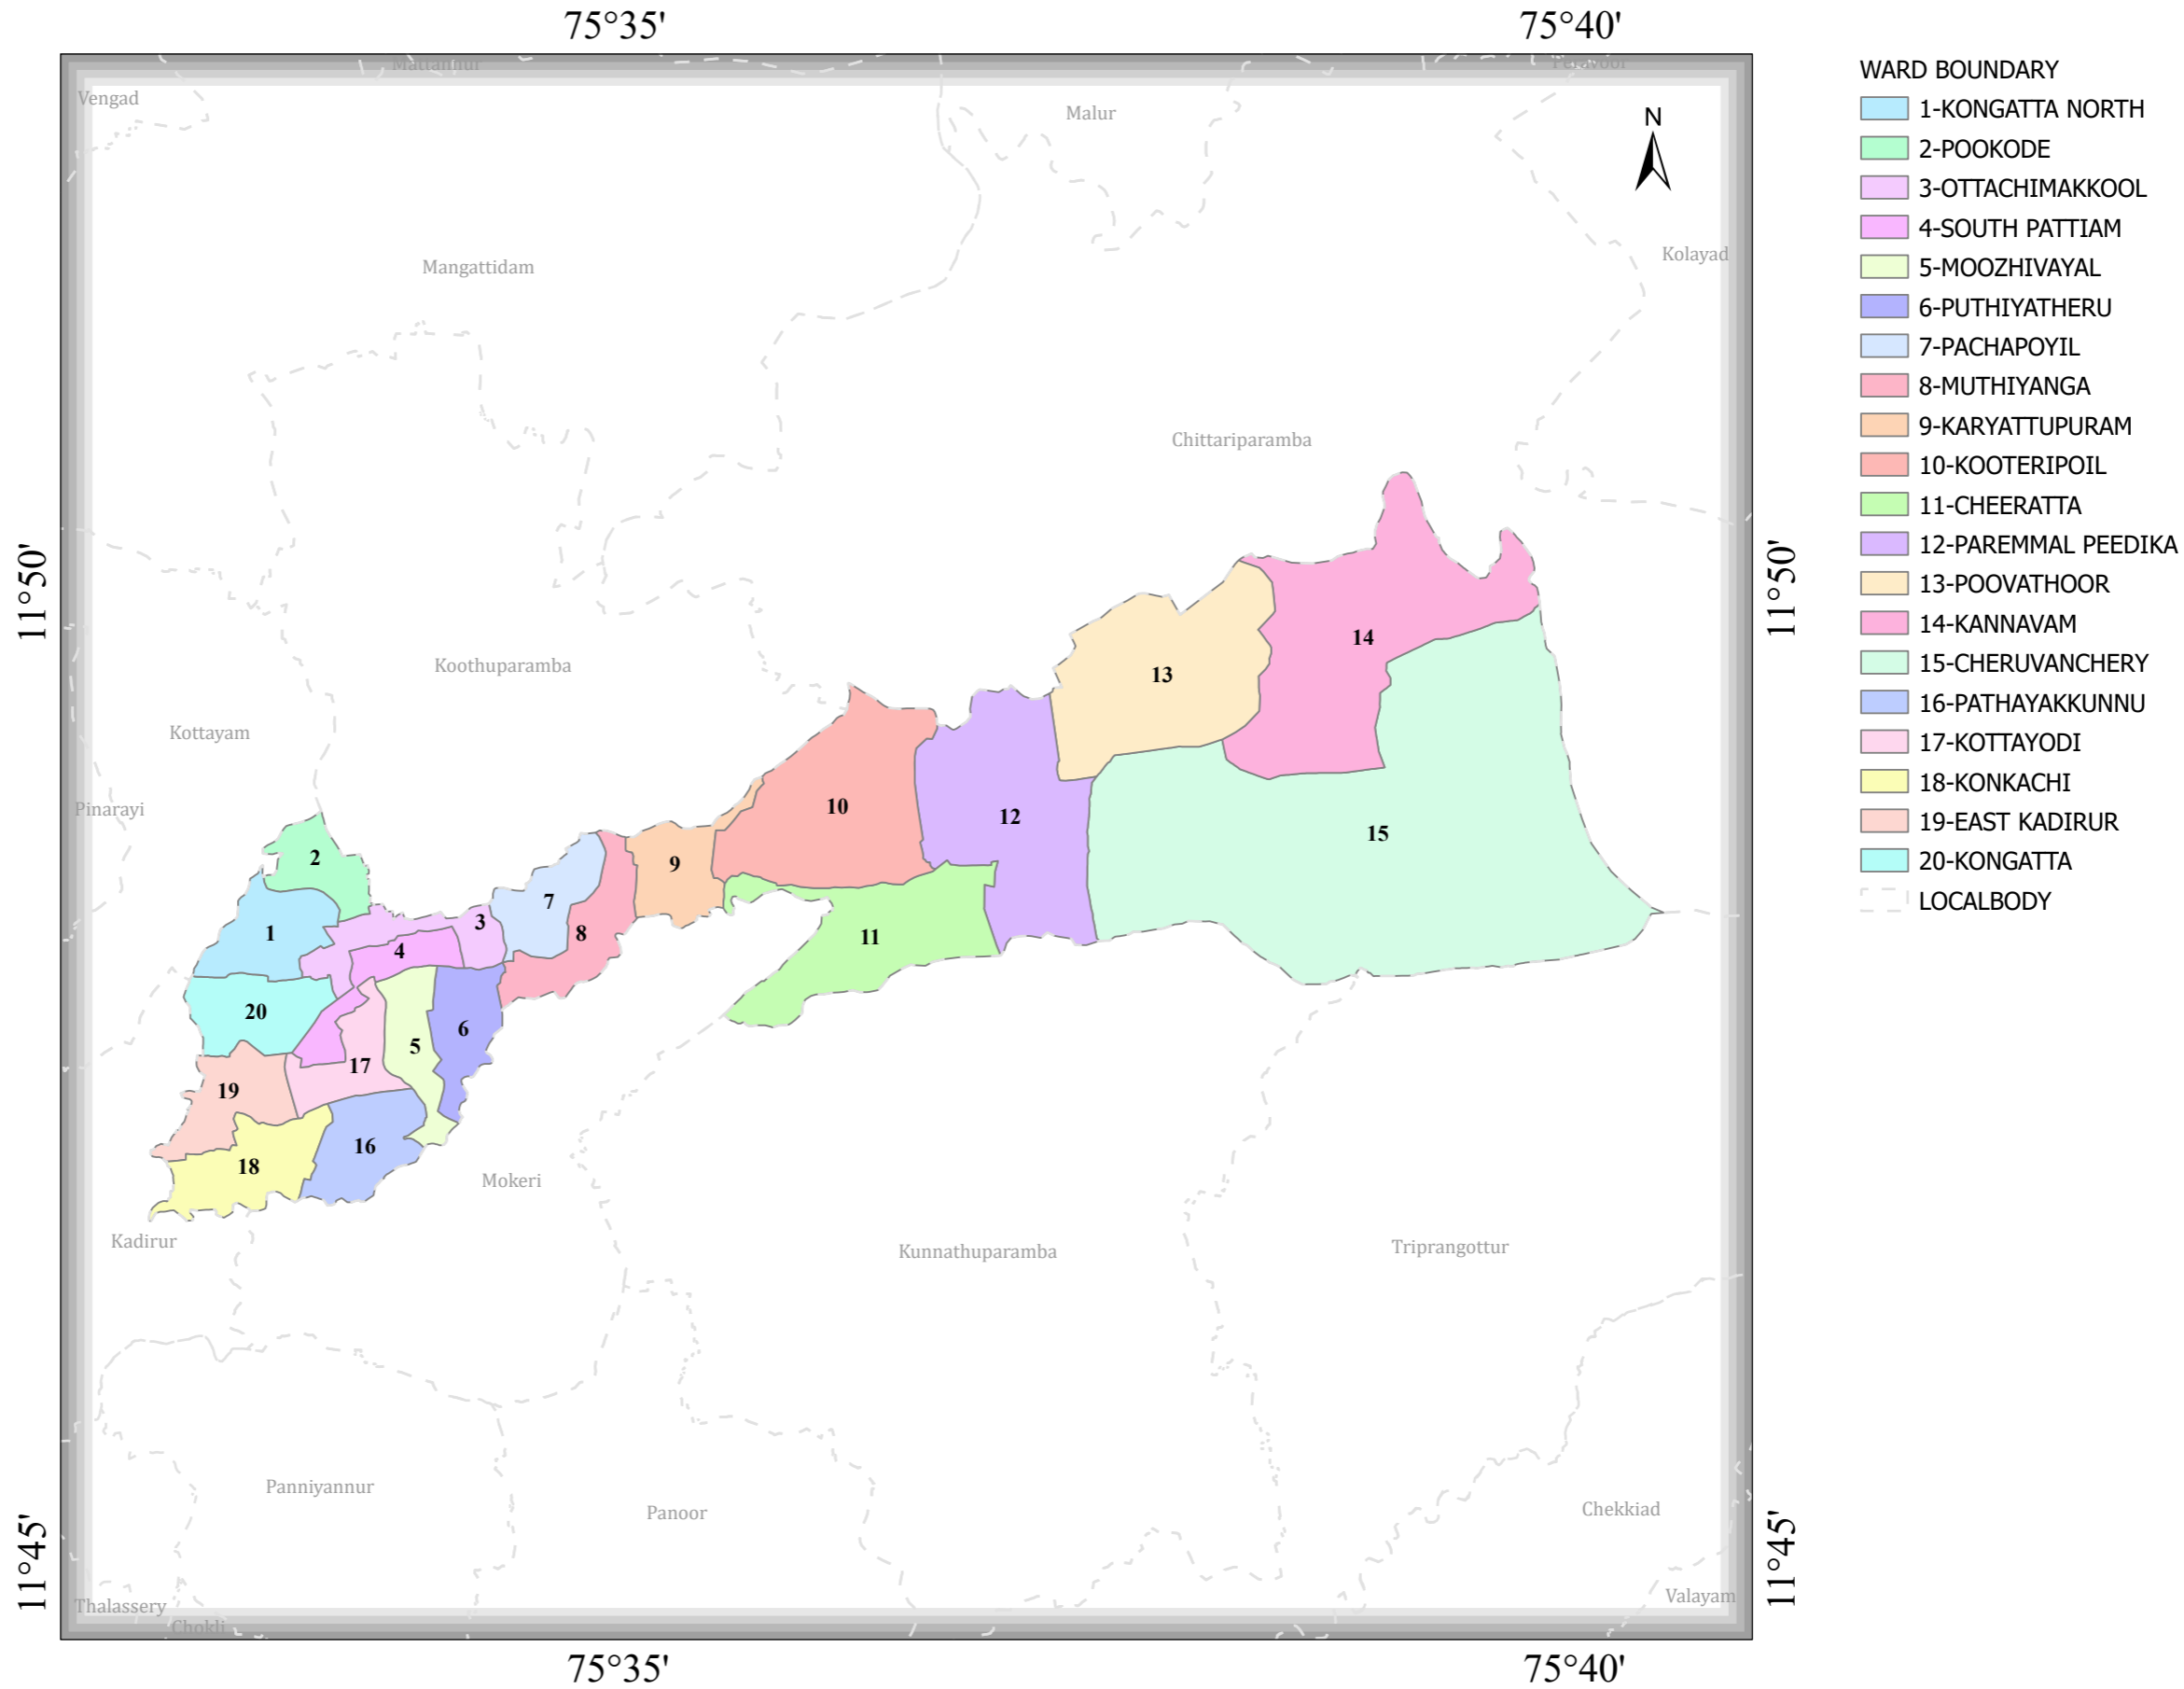 75°35'
75°40'
Mattannur
Peravoor
Vengad
Malur
N
Kolayad
Mangattidam
Chittariparamba
11°50'
11°50'
14
Koothuparamba
13
Kottayam
Pinarayi
10
12
15
2
9
7
3
1
8
11
4
20
6
5
17
19
16
18
Mokeri
Kadirur
Kunnathuparamba
Triprangottur
Panniyannur
Panoor
Chekkiad
11°45'
11°45'
Thalassery
Valayam
Chokli
75°35'
75°40'
WARD BOUNDARY
1-KONGATTA NORTH
2-POOKODE
3-OTTACHIMAKKOOL
4-SOUTH PATTIAM
5-MOOZHIVAYAL
6-PUTHIYATHERU
7-PACHAPOYIL
8-MUTHIYANGA
9-KARYATTUPURAM
10-KOOTERIPOIL
11-CHEERATTA
12-PAREMMAL PEEDIKA
13-POOVATHOOR
14-KANNAVAM
15-CHERUVANCHERY
16-PATHAYAKKUNNU
17-KOTTAYODI
18-KONKACHI
19-EAST KADIRUR
20-KONGATTA
LOCALBODY